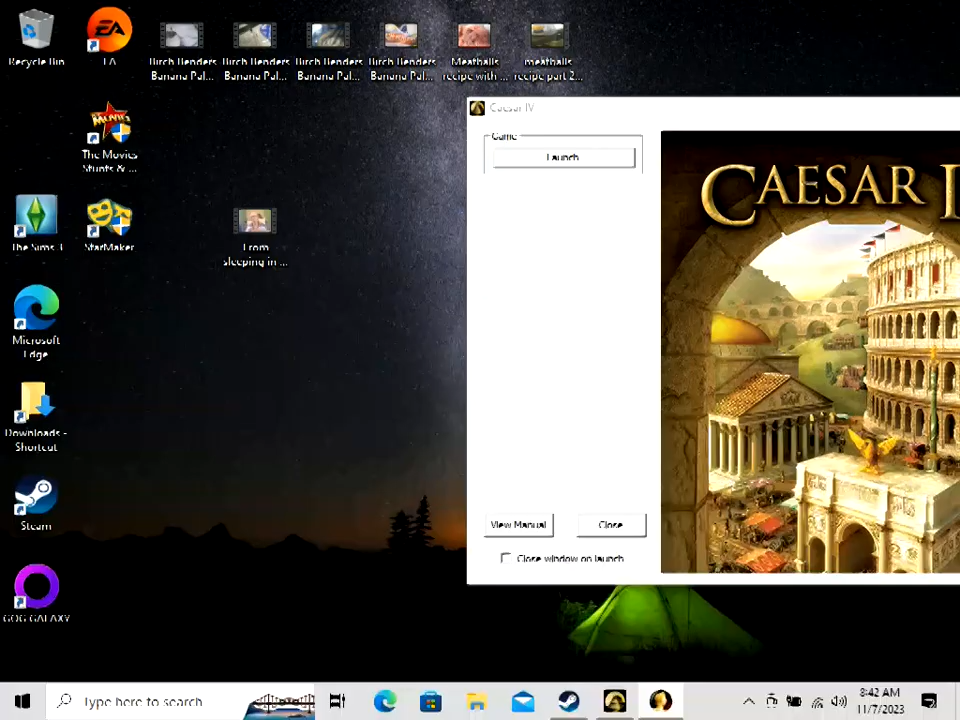 EA
Recycle Bin
EA
Birch Benders
Banana Pal...
Birch Benders
Banana Pal...
Birch Benders
Banana Pal...
Birch Benders
Banana Pal...
Meatballs
recipe with ...
meatballs
recipe part 2...
MOVIES
The Movies
Stunts & ...
The Sims 3
StarMaker
From
sleeping in ...
Microsoft
Edge
Downloads -
Shortcut
Steam
GOG GALAXY
Caesar IV
Game
Launch
CAESAR I
View Manual
Close
Close window on launch
Type here to search
8:42 AM
11/7/2023